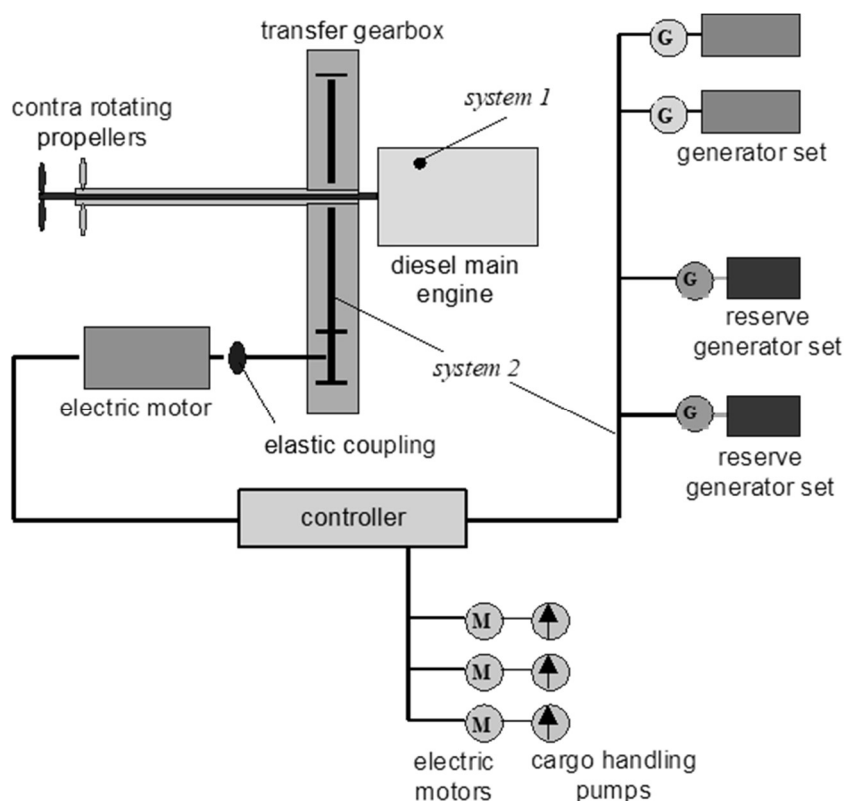 transfer gearbox
contra rotating
propellers
system 1
G
G
generator set
diesel main
engine
G
reserve
generator set
system 2
electric motor
elastic coupling
G
reserve
generator set
controller
M
M
M
electric
motors
cargo handling
pumps